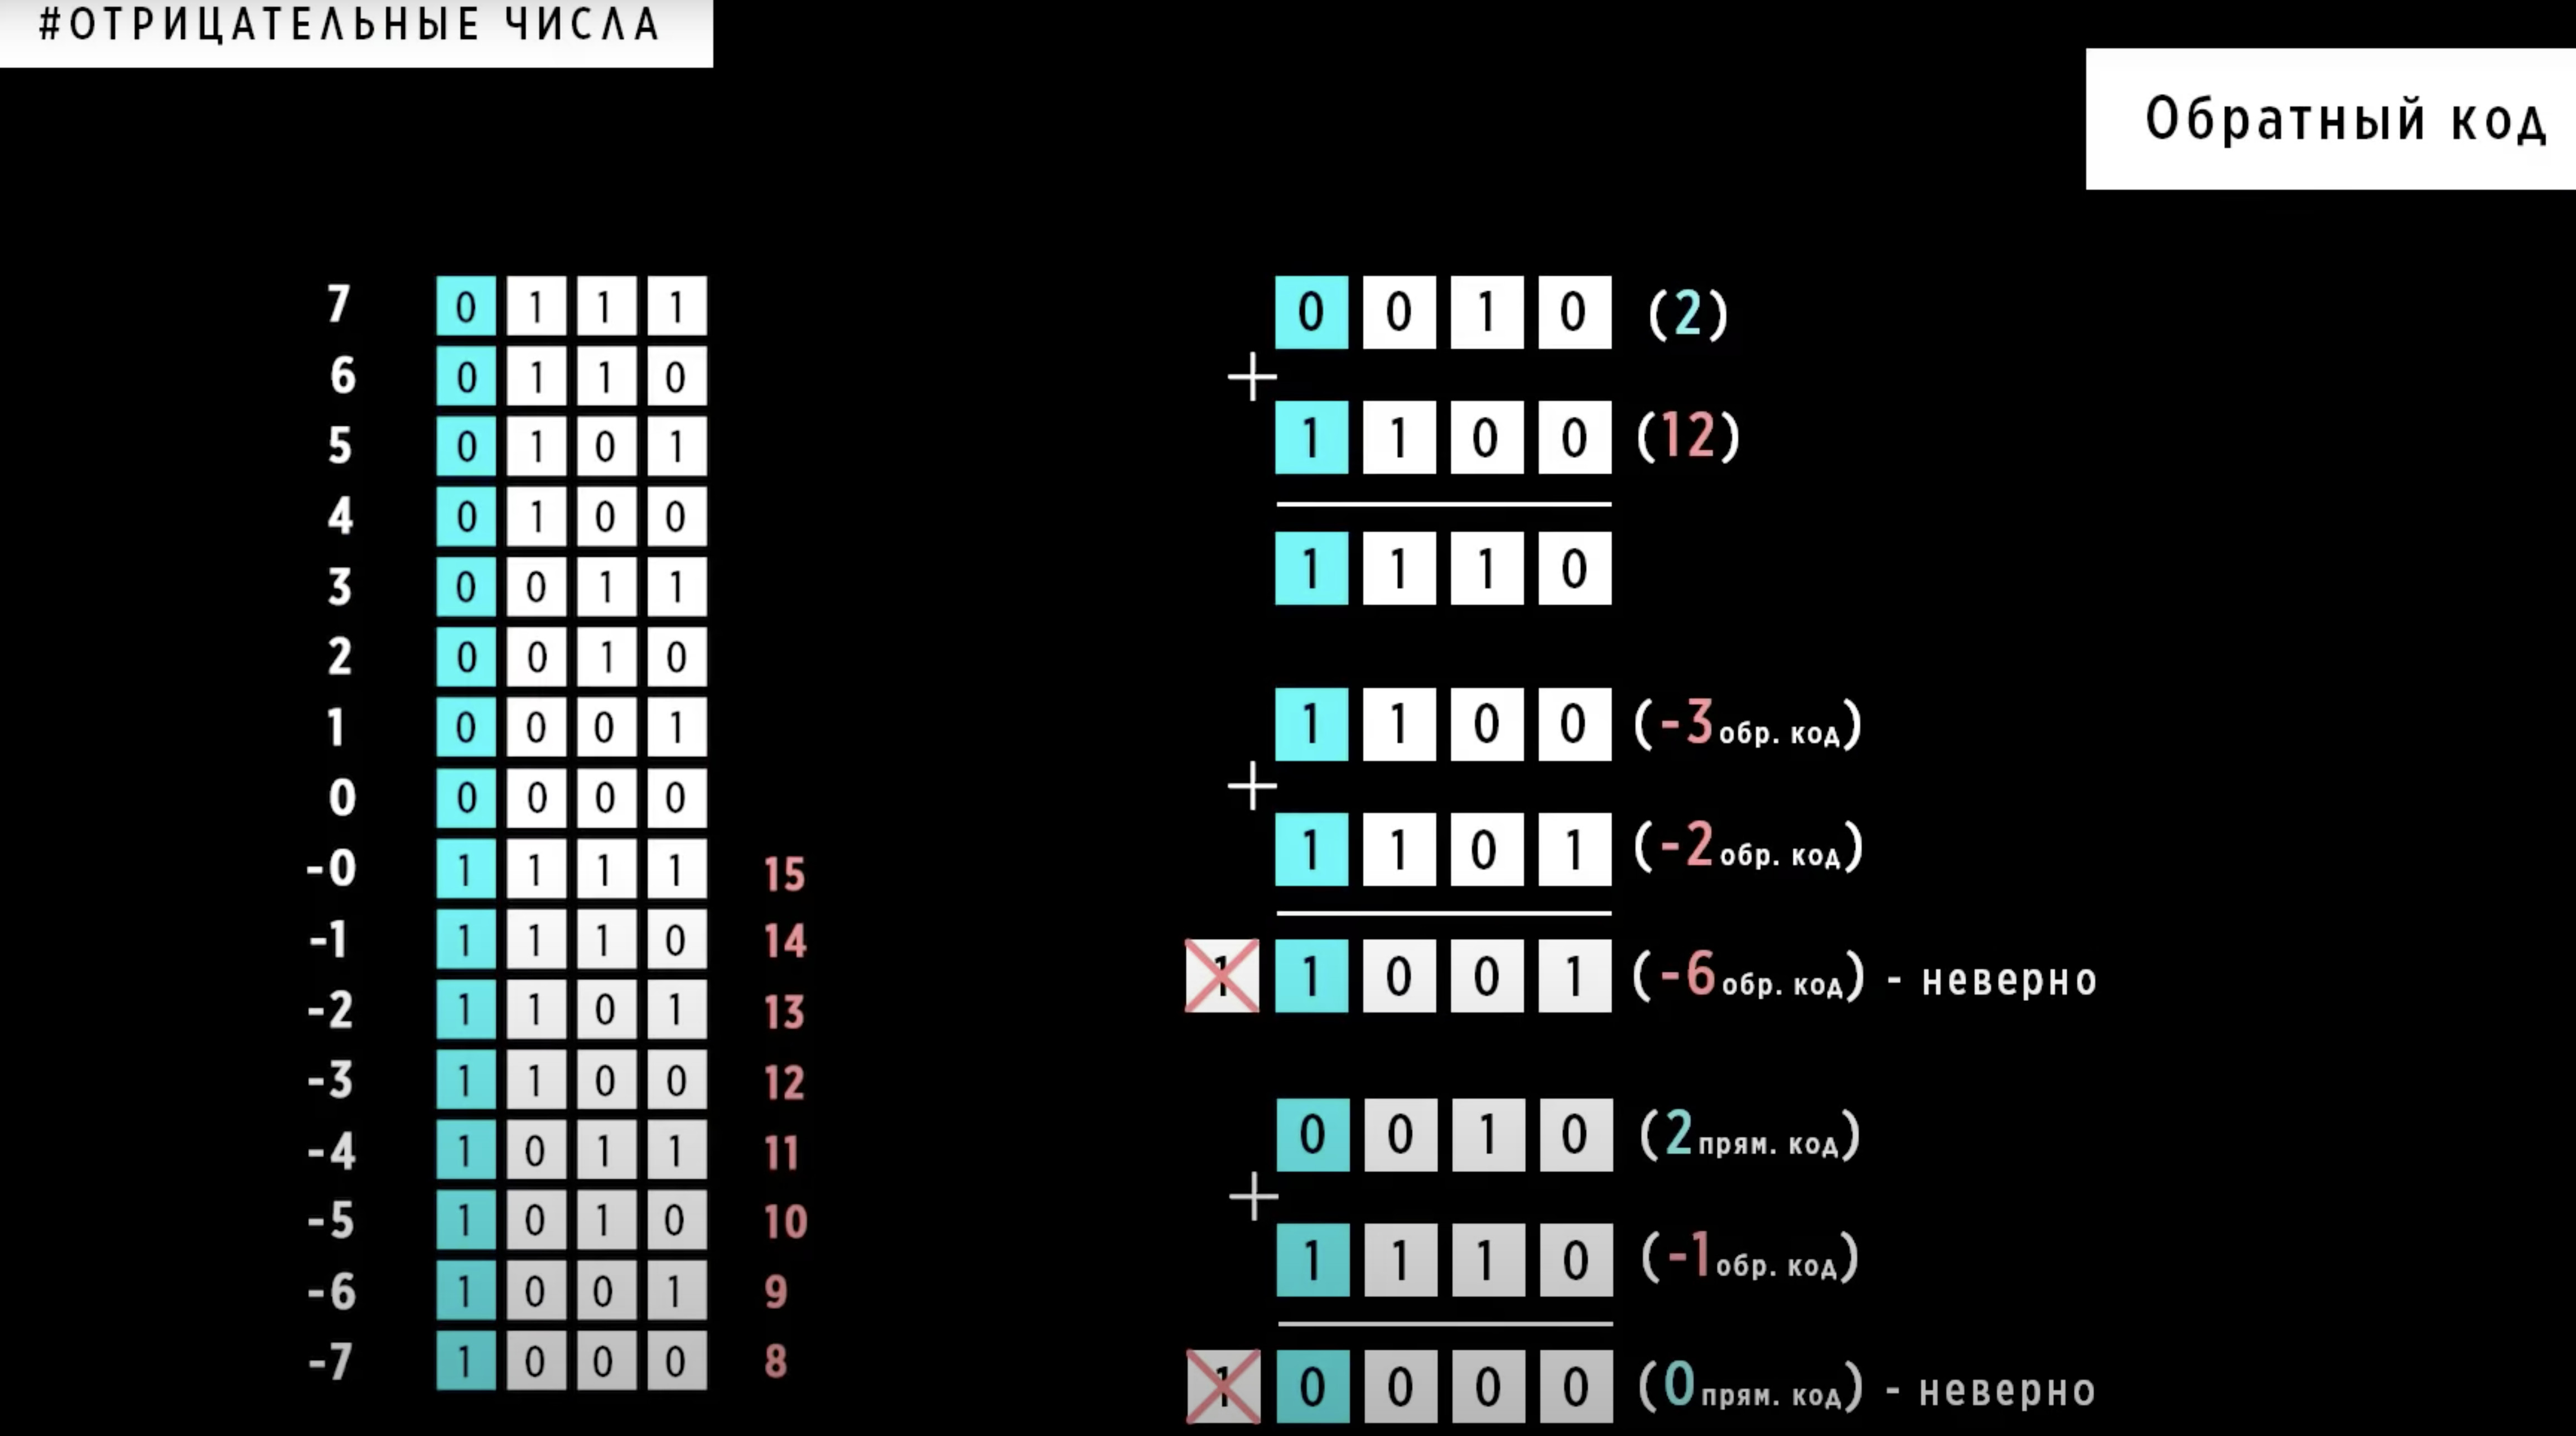 #ОТРИЦАТЕЛЬНЫЕ ЧИСЛА
Обратный код
7 0 1 1 1
6 0 1 1 0
5 0 1 0 1
4 0 1 0 0
3 0 0 1 1
2 0 0 1 0
1 0 0 0 1
0 0 0 0 0
-0 1 1 1 1 15
-1 1 1 1 0 14
-2 1 1 0 1 13
-3 1 1 0 0 12
-4 1 0 1 1 11
-5 1 0 1 0 10
-6 1 0 0 1 9
-7 1 0 0 0 8
0 0 1 0 (2)
+
1 1 0 0 (12)
1 1 1 0
1 1 0 0 (-3 обр. код)
+
1 1 0 1 (-2 обр. код)
1 1 0 0 1 (-6 обр. код) - неверно
0 0 1 0 (2 прям. код)
+
1 1 1 0 (-1 обр. код)
1 0 0 0 0 (0 прям. код) - неверно